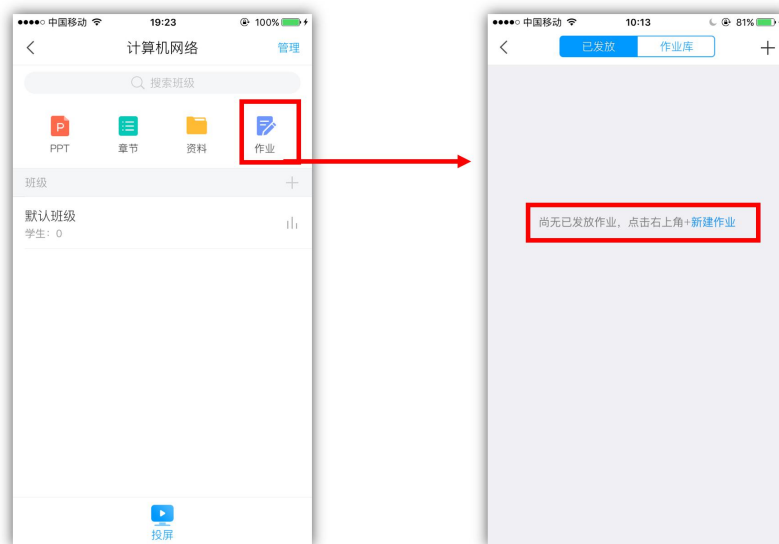 中国移动 19:23 100%
计算机网络 管理
搜索班级
P
PPT 章节 资料 作业
班级
默认班级
学生：0
投屏
中国移动 10:13 81%
已发放 作业库
尚无已发放作业，点击右上角+新建作业